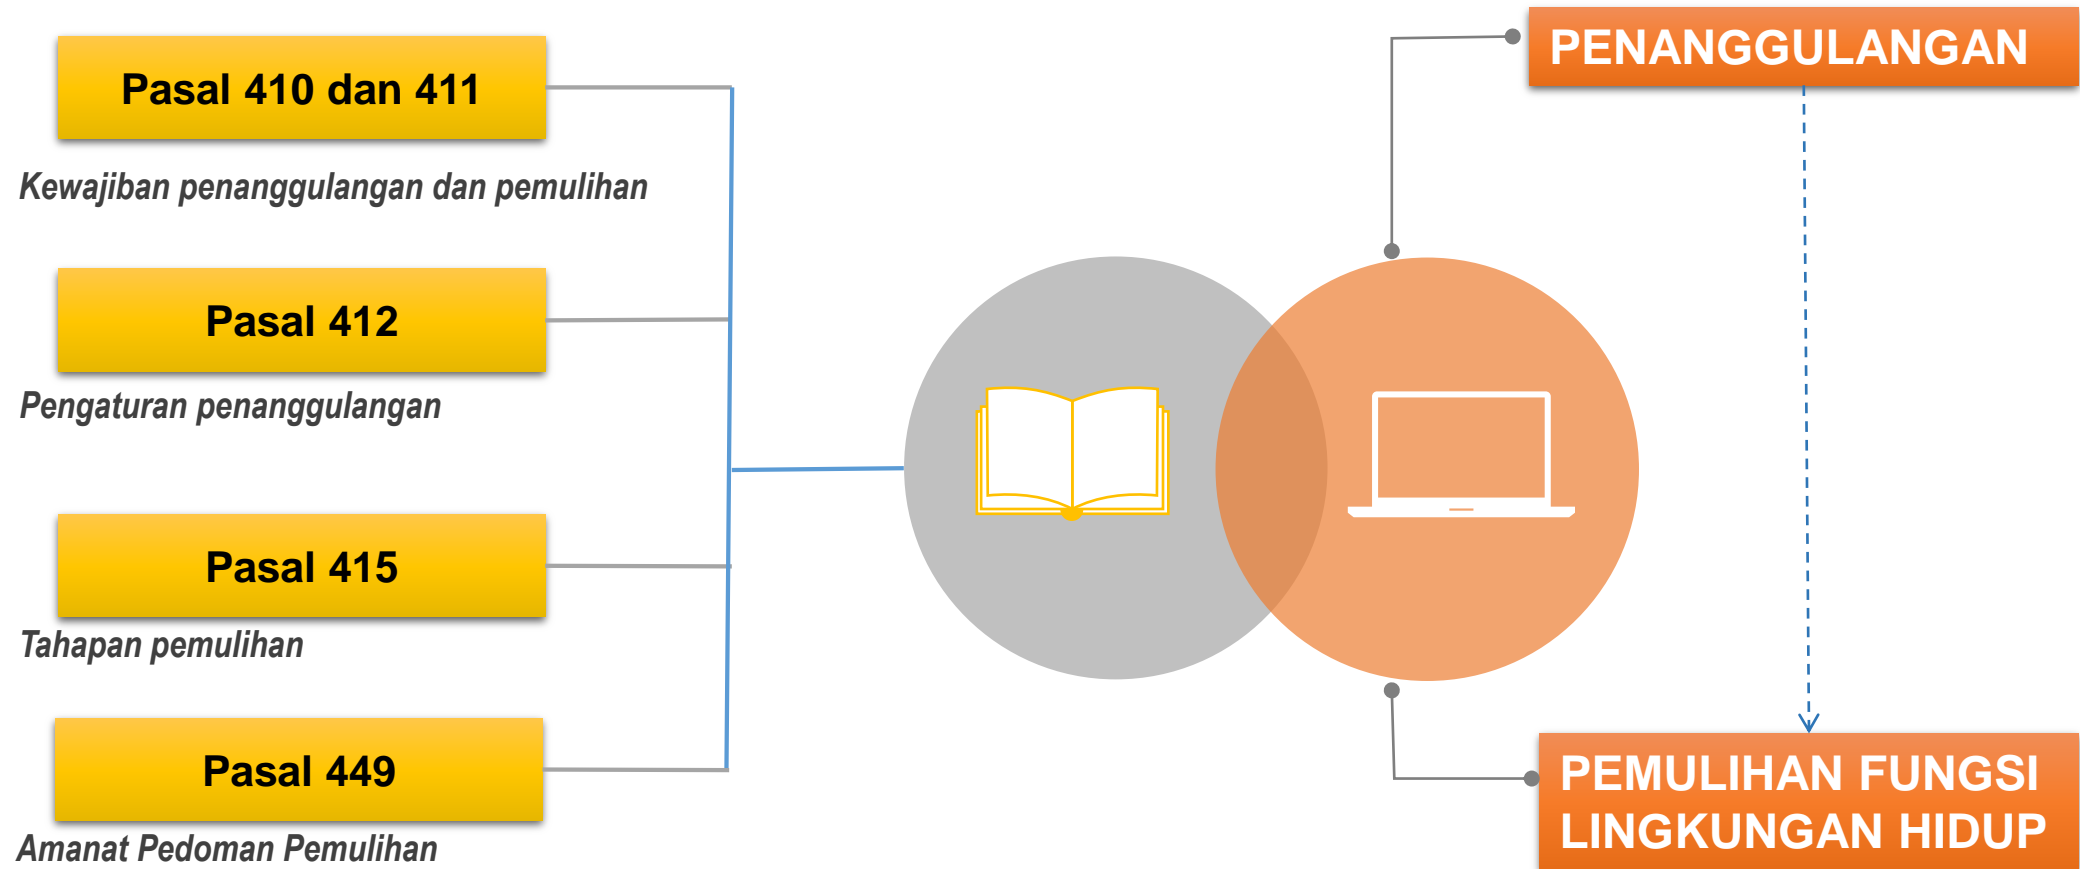 Pasal 410 dan 411
Kewajiban penanggulangan dan pemulihan
Pasal 412
Pengaturan penanggulangan
Pasal 415
Tahapan pemulihan
Pasal 449
Amanat Pedoman Pemulihan
PENANGGULANGAN
PEMULIHAN FUNGSI
LINGKUNGAN HIDUP